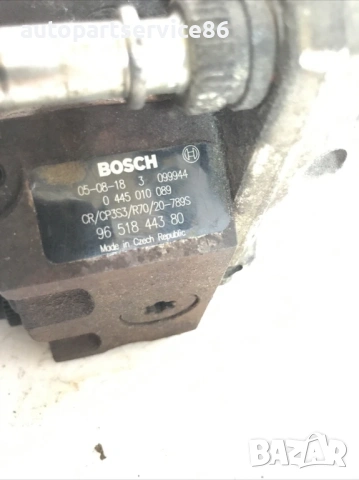 autopartservice86
BOSCH
05-08-18 3 099944
0 445 010 089
CR/CP3S3/R70/20-789S
96 518 443 80
Made in Czech Republic
BAZAR